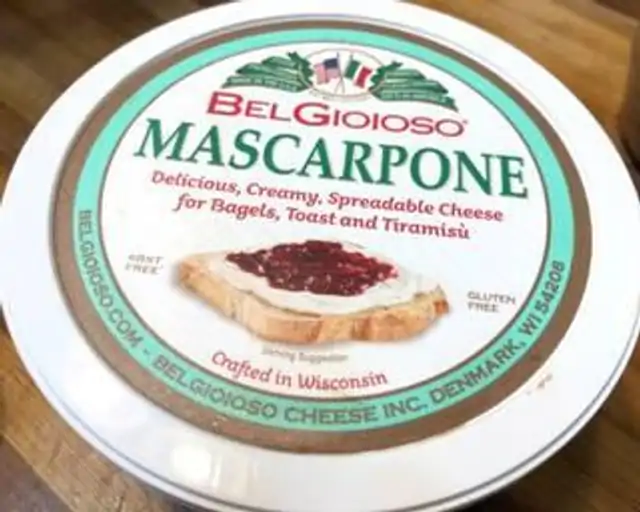 BELGIOIOSO®
MASCARPONE
Delicious, Creamy, Spreadable Cheese
for Bagels, Toast and Tiramisù
rBST
FREE*
GLUTEN
FREE
Serving Suggestion
Crafted in Wisconsin
BELGIOIOSO.COM - BELGIOIOSO CHEESE INC. DENMARK, WI 54208